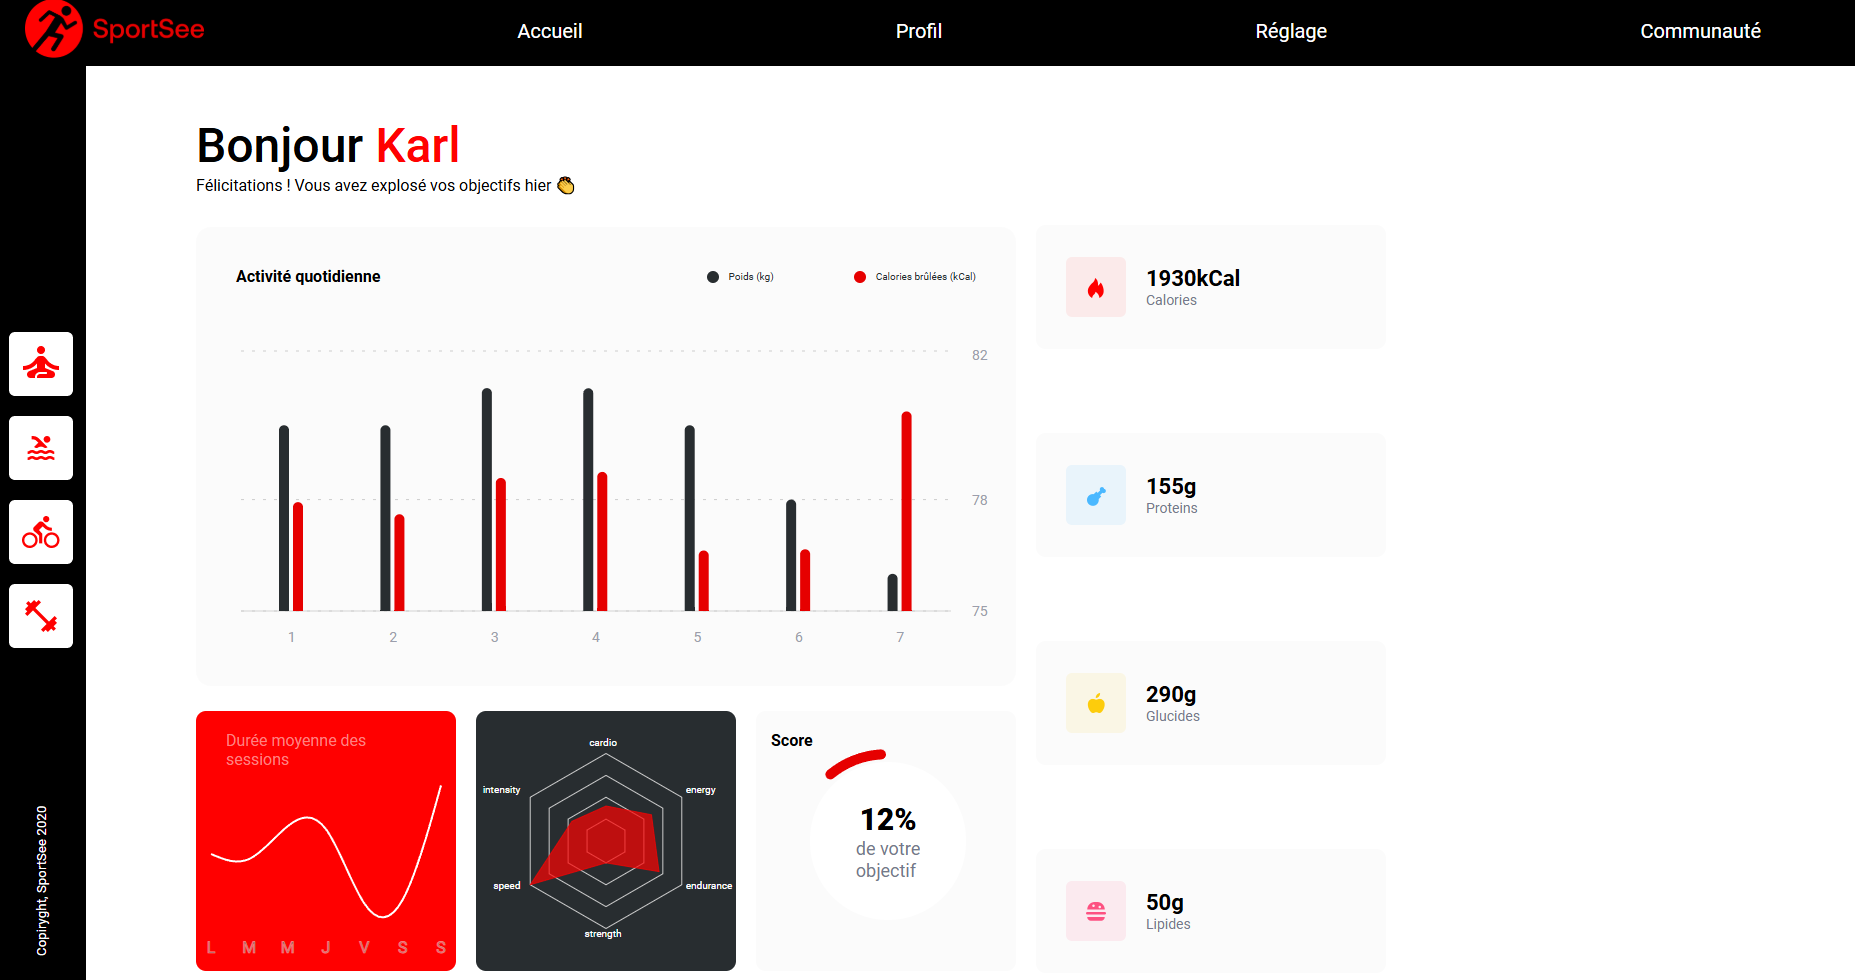 SportSee
Accueil
Profil
Réglage
Communauté
Bonjour Karl
Félicitations ! Vous avez explosé vos objectifs hier 👏
Activité quotidienne
Poids (kg)
Calories brûlées (kCal)
82
78
75
1 2 3 4 5 6 7
1930kCal
Calories
155g
Proteins
290g
Glucides
50g
Lipides
Durée moyenne des
sessions
L M M J V S S
cardio
energy
endurance
strength
speed
intensity
Score
12%
de votre
objectif
Copiryght, SportSee 2020